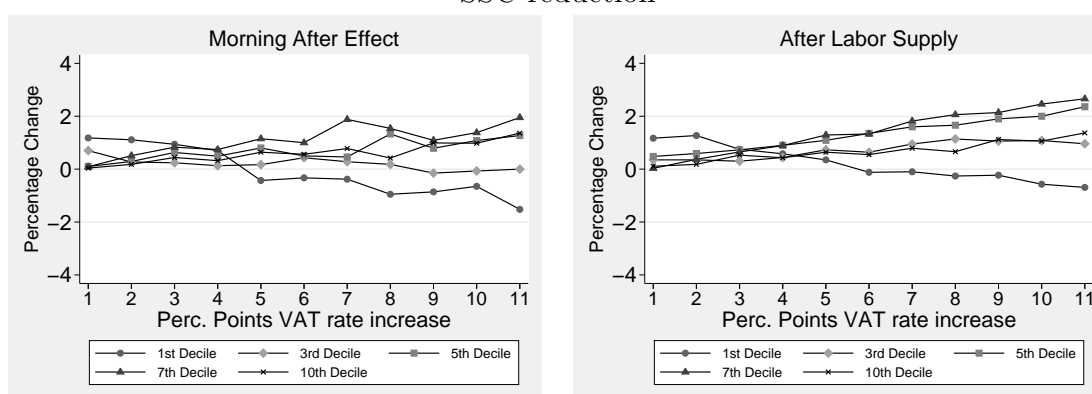 SSC reduction
Morning After Effect
Percentage Change
4
2
0
−2
−4
1 2 3 4 5 6 7 8 9 10 11
Perc. Points VAT rate increase
1st Decile 3rd Decile 5th Decile
7th Decile 10th Decile
After Labor Supply
Percentage Change
4
2
0
−2
−4
1 2 3 4 5 6 7 8 9 10 11
Perc. Points VAT rate increase
1st Decile 3rd Decile 5th Decile
7th Decile 10th Decile